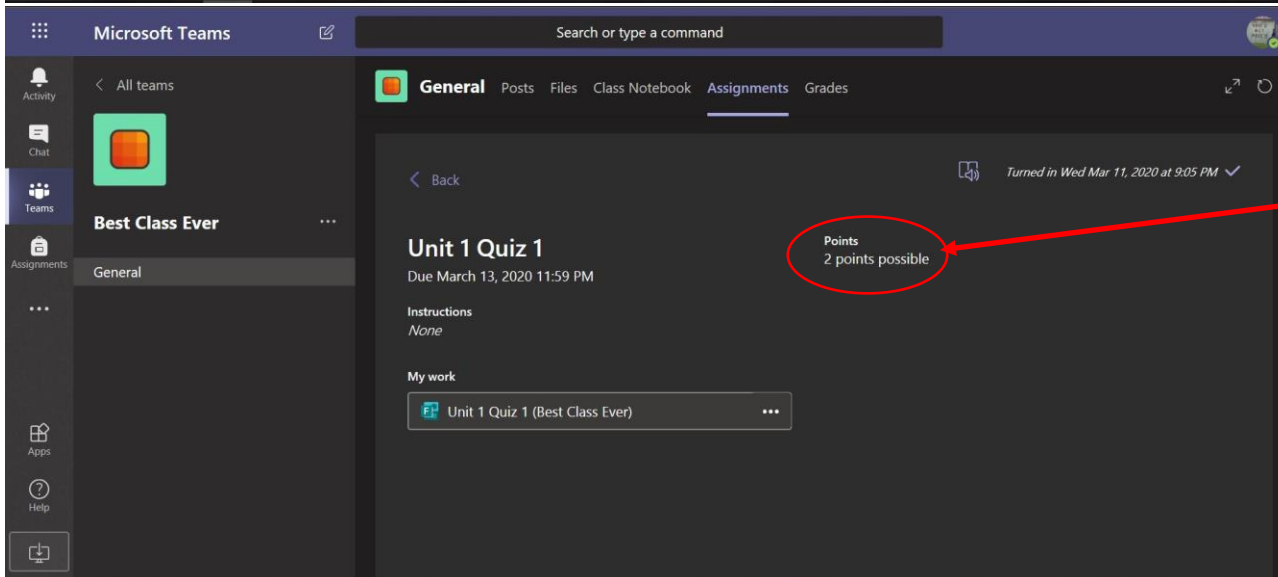 Microsoft Teams
Search or type a command
Activity
Chat
Teams
Assignments
Apps
Help
All teams
Best Class Ever
General
General Posts Files Class Notebook Assignments Grades
Back
Turned in Wed Mar 11, 2020 at 9:05 PM
Unit 1 Quiz 1
Due March 13, 2020 11:59 PM
Points
2 points possible
Instructions
None
My work
Unit 1 Quiz 1 (Best Class Ever)